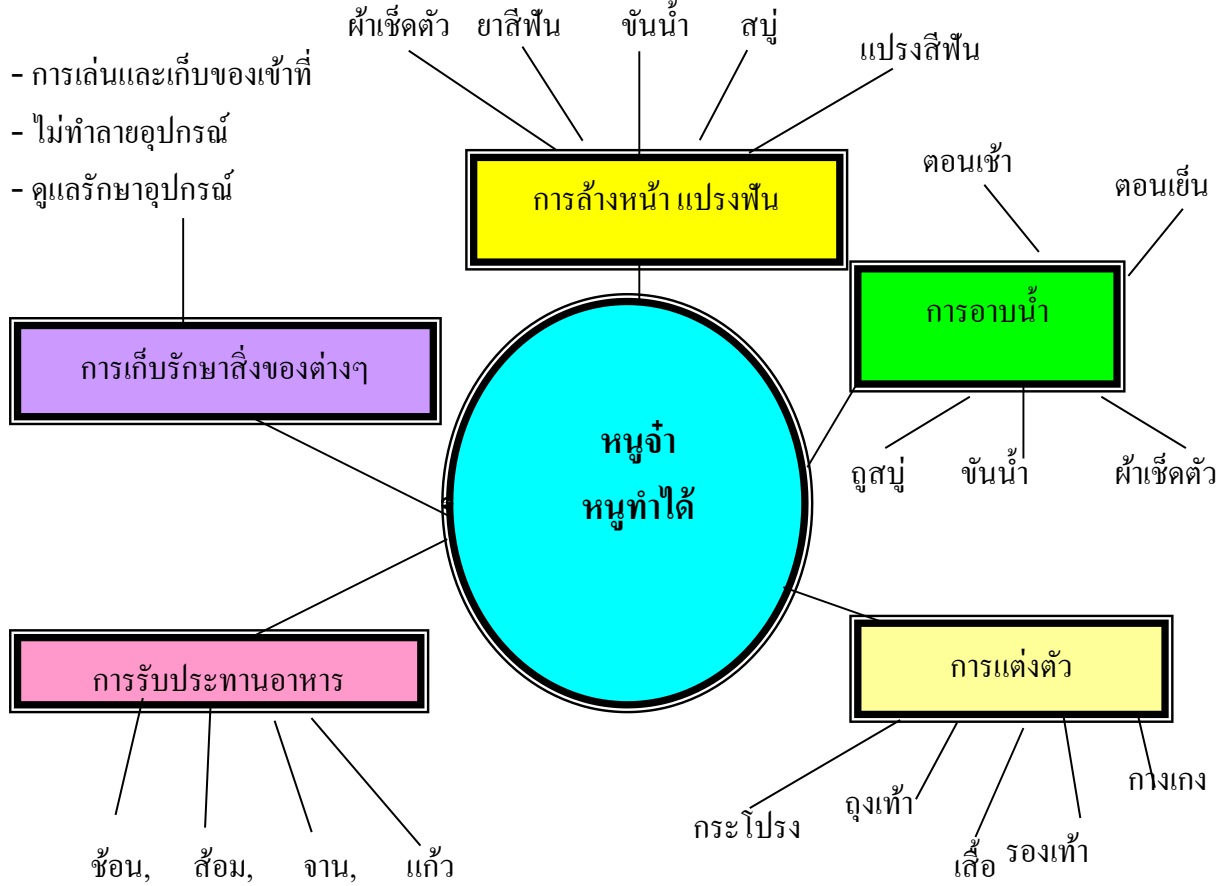 ผ้าเช็ดตัว ยาสีฟัน ขันน้ำ สบู่ แปรงสีฟัน
- การเล่นและเก็บของเข้าที่
- ไม่ทำลายอุปกรณ์
- ดูแลรักษาอุปกรณ์
การล้างหน้า แปรงฟัน
ตอนเช้า ตอนเย็น
การอาบน้ำ
ถูสบู่ ขันน้ำ ผ้าเช็ดตัว
การเก็บรักษาสิ่งของต่างๆ
หนูจ๋า
หนูทำได้
การรับประทานอาหาร
ช้อน, ส้อม, จาน, แก้ว
การแต่งตัว
กระโปรง ถุงเท้า เสื้อ รองเท้า กางเกง